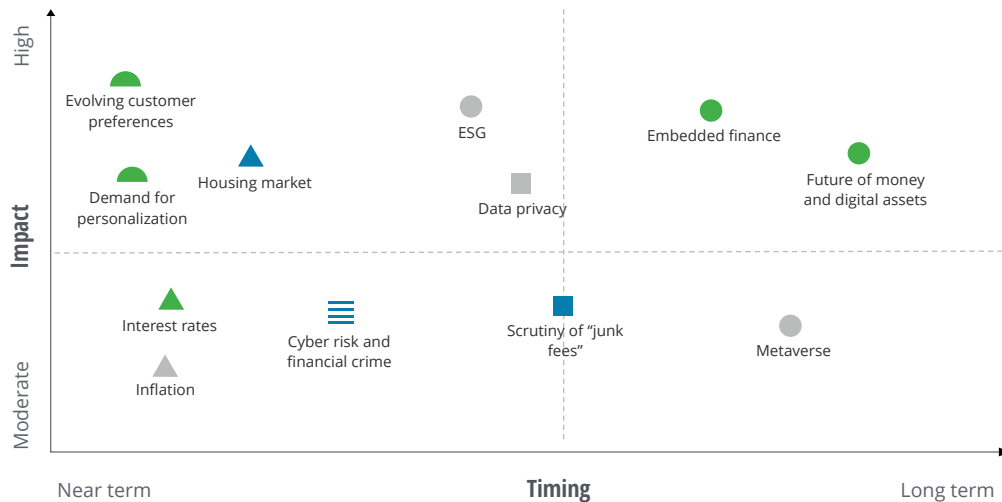 High
Evolving customer
preferences
ESG
Embedded finance
Housing market
Demand for
personalization
Data privacy
Future of money
and digital assets
Impact
Interest rates
Cyber risk and
financial crime
Scrutiny of “junk
fees”
Metaverse
Inflation
Moderate
Near term
Timing
Long term